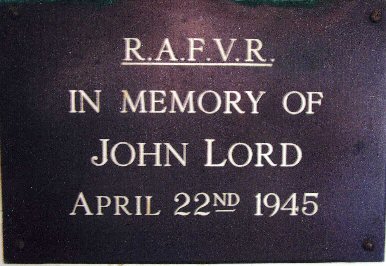 R.A.F.V.R.
IN MEMORY OF
JOHN LORD
APRIL 22ND 1945